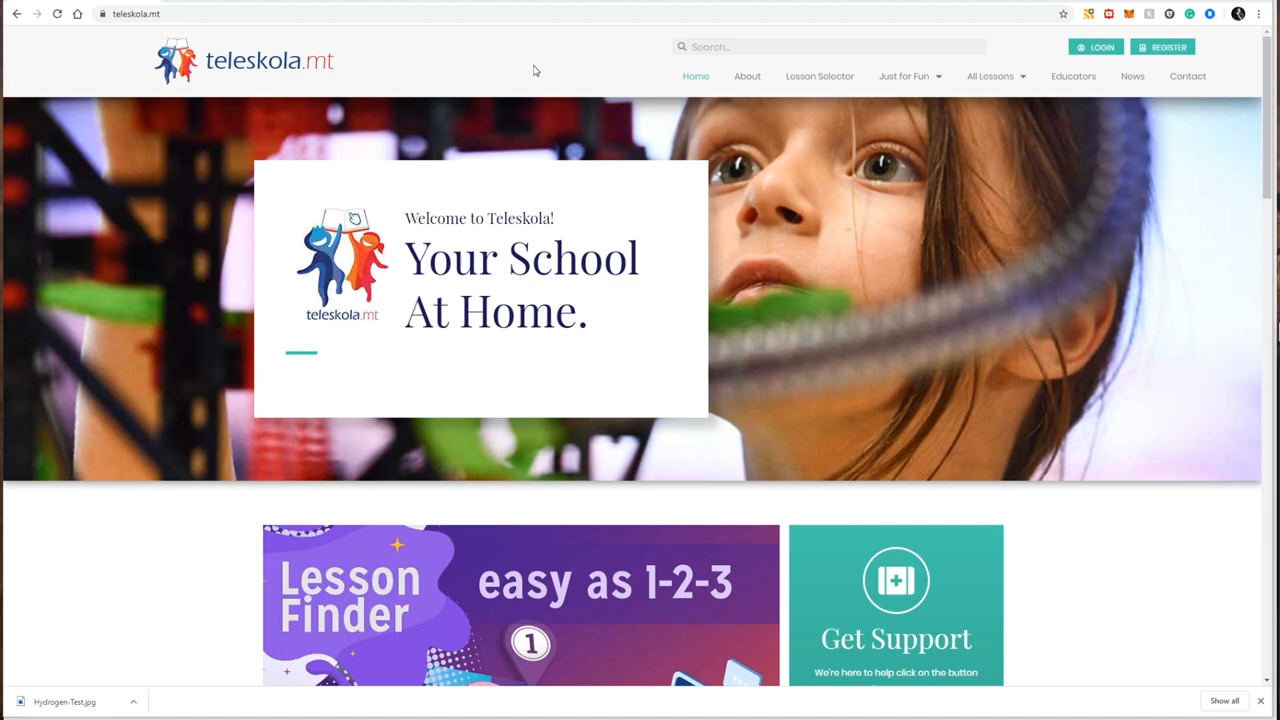 teleskola.mt
teleskola.mt
Search...
LOGIN
REGISTER
Home
About
Lesson Selector
Just for Fun
All Lessons
Educators
News
Contact
Welcome to Teleskola!
Your School
At Home.
teleskola.mt
Lesson
Finder
easy as 1-2-3
1
Get Support
We're here to help click on the button
Hydrogen-Test.jpg
Show all